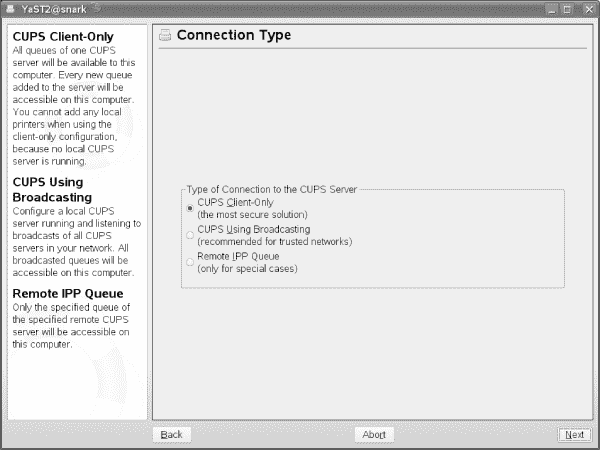 YaST2@snark
CUPS Client-Only
All queues of one CUPS
server will be available to this
computer. Every new queue
added to the server will be
accessible on this computer.
You cannot add any local
printers when using the
client-only configuration,
because no local CUPS
server is running.
CUPS Using
Broadcasting
Configure a local CUPS
server running and listening to
broadcasts of all CUPS
servers in your network. All
broadcasted queues will be
accessible on this computer.
Remote IPP Queue
Only the specified queue of
the specified remote CUPS
server will be accessible on
this computer.
Connection Type
Type of Connection to the CUPS Server
CUPS Client-Only
(the most secure solution)
CUPS Using Broadcasting
(recommended for trusted networks)
Remote IPP Queue
(only for special cases)
Back
Abort
Next